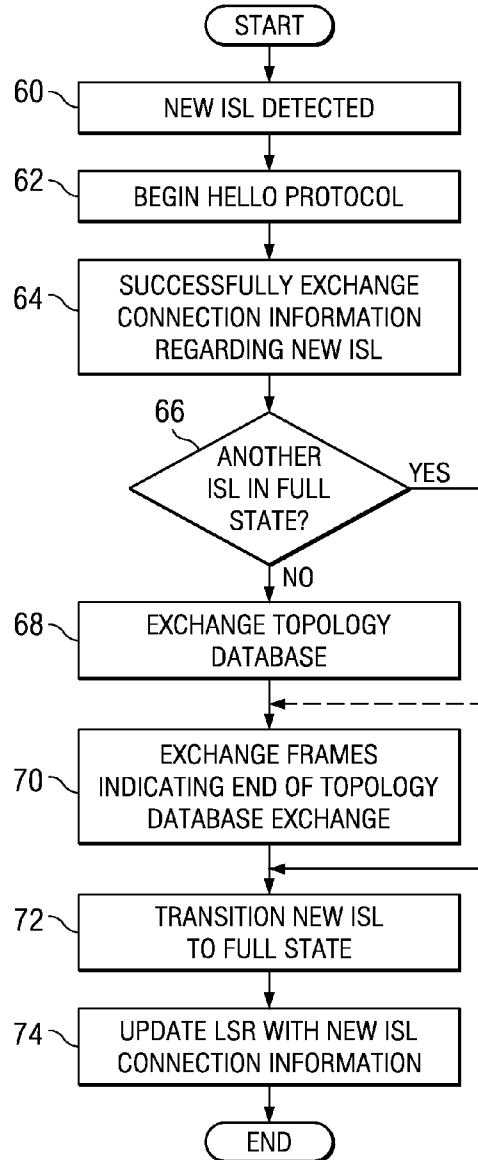 START
60
NEW ISL DETECTED
62
BEGIN HELLO PROTOCOL
64
SUCCESSFULLY EXCHANGE
CONNECTION INFORMATION
REGARDING NEW ISL
66
ANOTHER
ISL IN FULL
STATE?
YES
NO
68
EXCHANGE TOPOLOGY
DATABASE
70
EXCHANGE FRAMES
INDICATING END OF TOPOLOGY
DATABASE EXCHANGE
72
TRANSITION NEW ISL
TO FULL STATE
74
UPDATE LSR WITH NEW ISL
CONNECTION INFORMATION
END